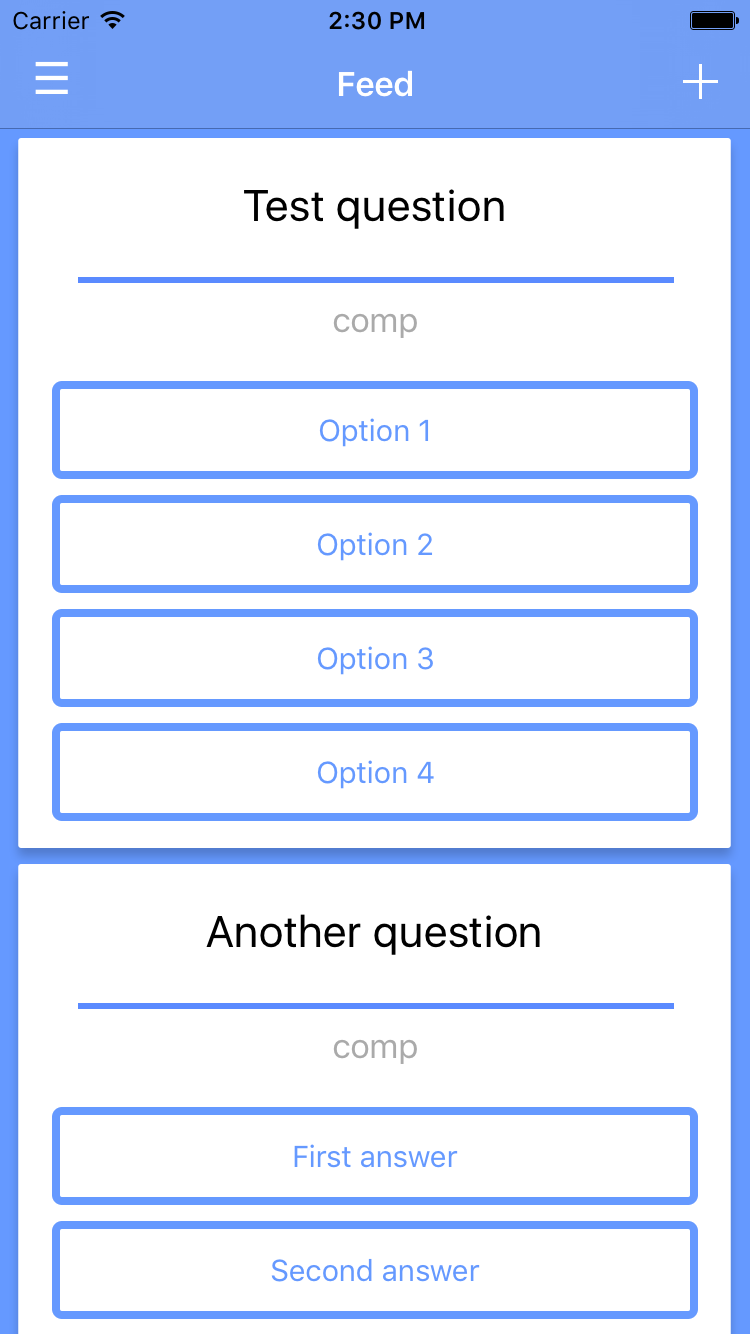 Carrier 2:30 PM
Feed
Test question
comp
Option 1
Option 2
Option 3
Option 4
Another question
comp
First answer
Second answer